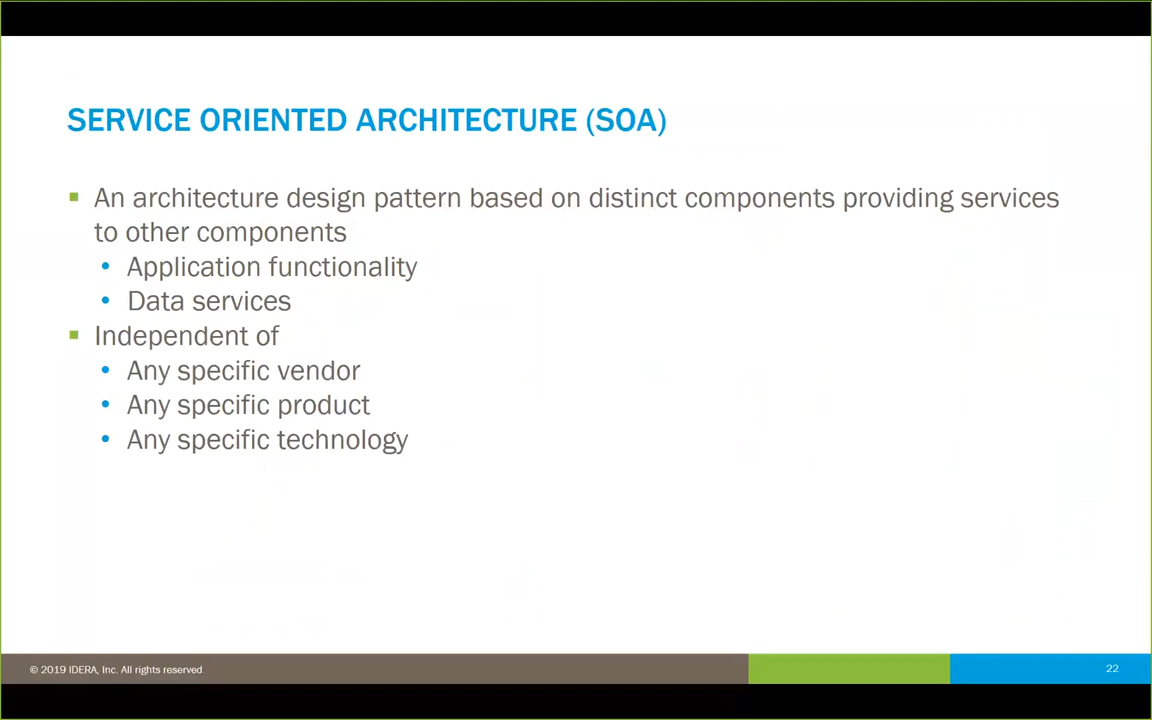 SERVICE ORIENTED ARCHITECTURE (SOA)
An architecture design pattern based on distinct components providing services
to other components
Application functionality
Data services
Independent of
Any specific vendor
Any specific product
Any specific technology
© 2019 IDERA, Inc. All rights reserved.
22